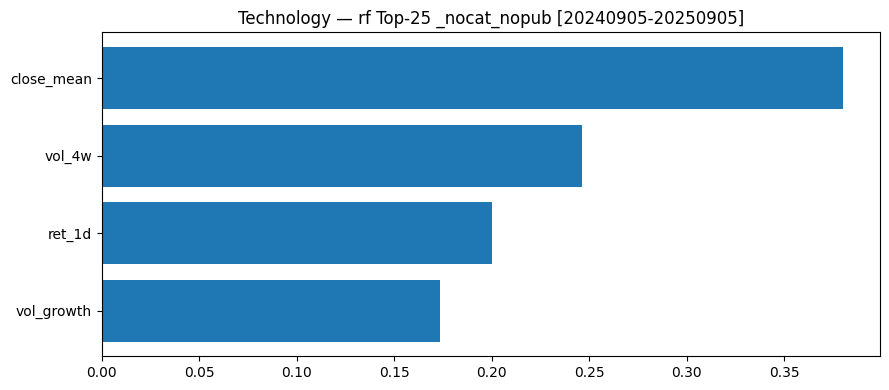 Technology — rf Top-25 _nocat_nopub [20240905-20250905]
close_mean
vol_4w
ret_1d
vol_growth
0.00 0.05 0.10 0.15 0.20 0.25 0.30 0.35